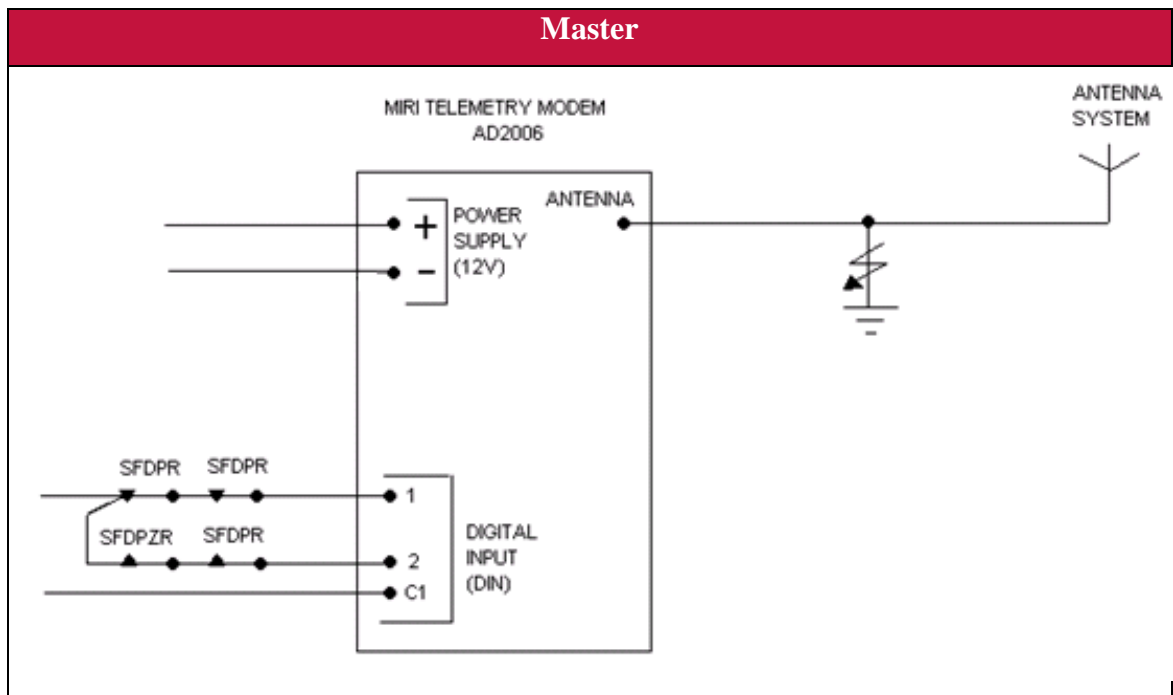 Master
MIRI TELEMETRY MODEM
AD2006
ANTENNA
SYSTEM
ANTENNA
+ POWER
SUPPLY
- (12V)
SFDPR SFDPR
1
SFDPZR SFDPR
2
C1
DIGITAL
INPUT
(DIN)